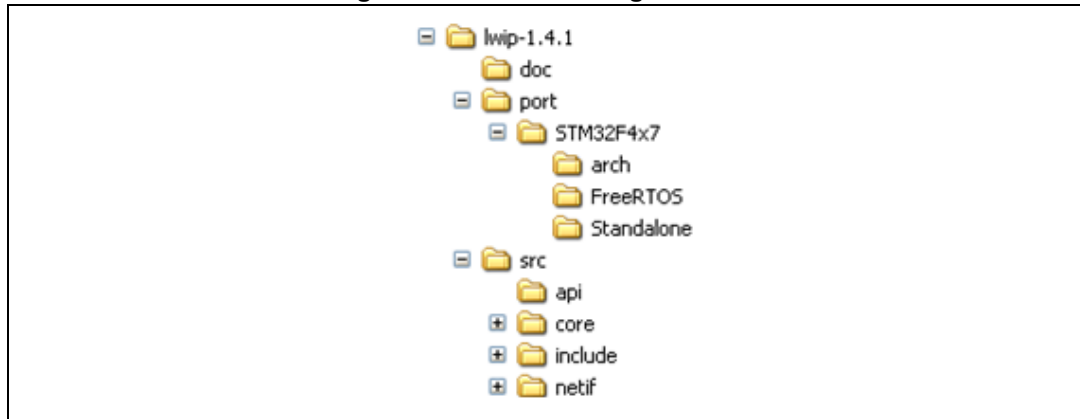 lwip-1.4.1
doc
port
STM32F4x7
arch
FreeRTOS
Standalone
src
api
core
include
netif